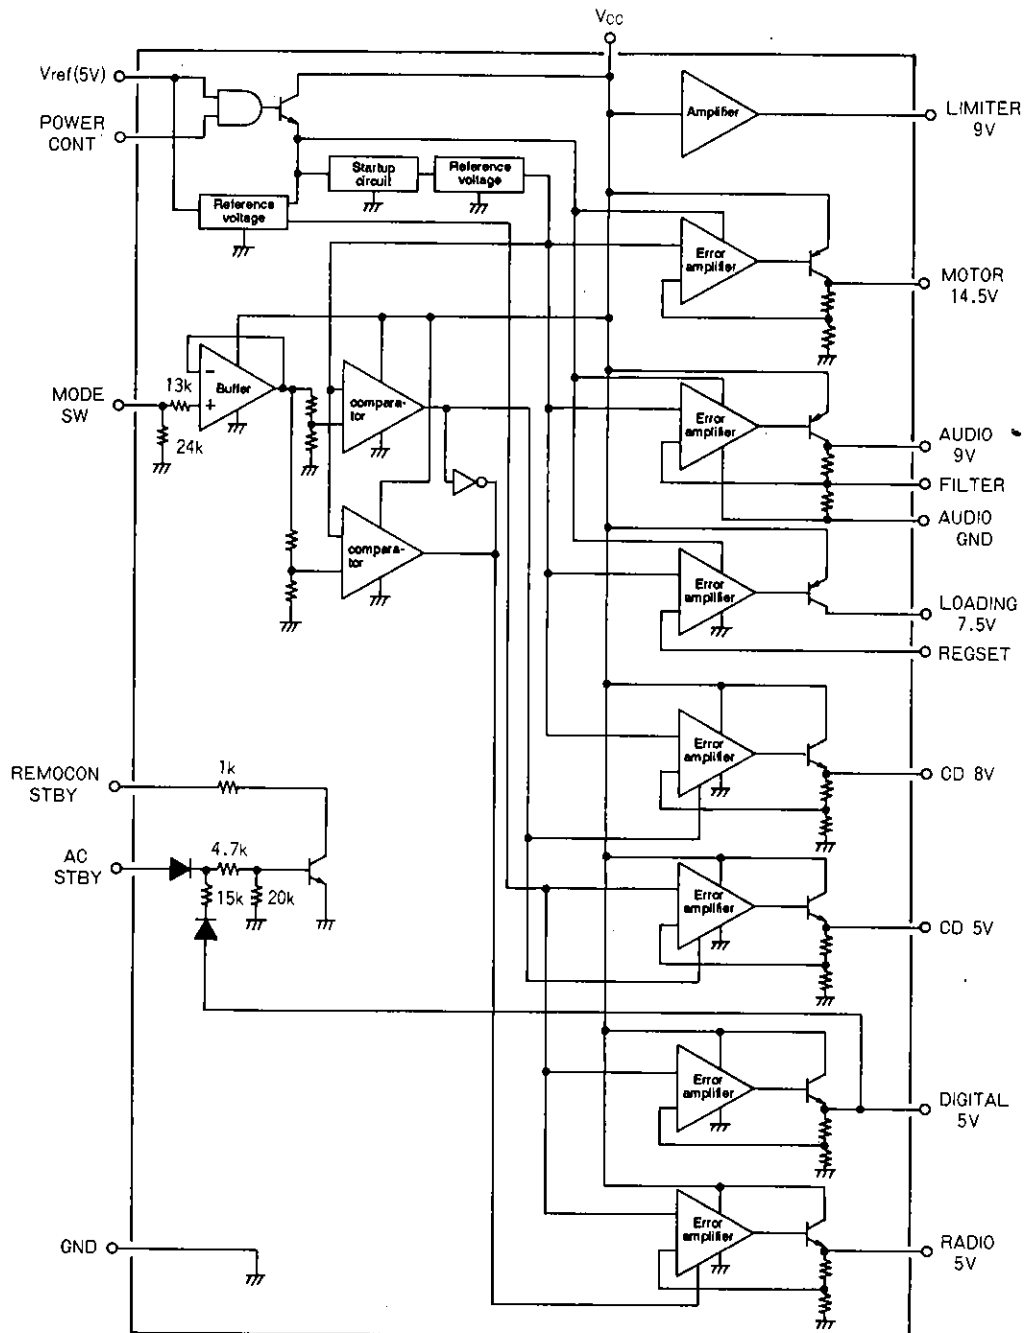 VCC
Vref(5V)
POWER
CONT
Startup
circuit
Reference
voltage
Reference
voltage
Amplifier
LIMITER
9V
Error
amplifier
MOTOR
14.5V
MODE
SW
13k
24k
−
+
Buffer
compara-
tor
compara-
tor
Error
amplifier
AUDIO
9V
FILTER
AUDIO
GND
Error
amplifier
LOADING
7.5V
REGSET
Error
amplifier
CD 8V
REMOCON
STBY
1k
AC
STBY
4.7k
15k
20k
Error
amplifier
CD 5V
Error
amplifier
DIGITAL
5V
Error
amplifier
RADIO
5V
GND